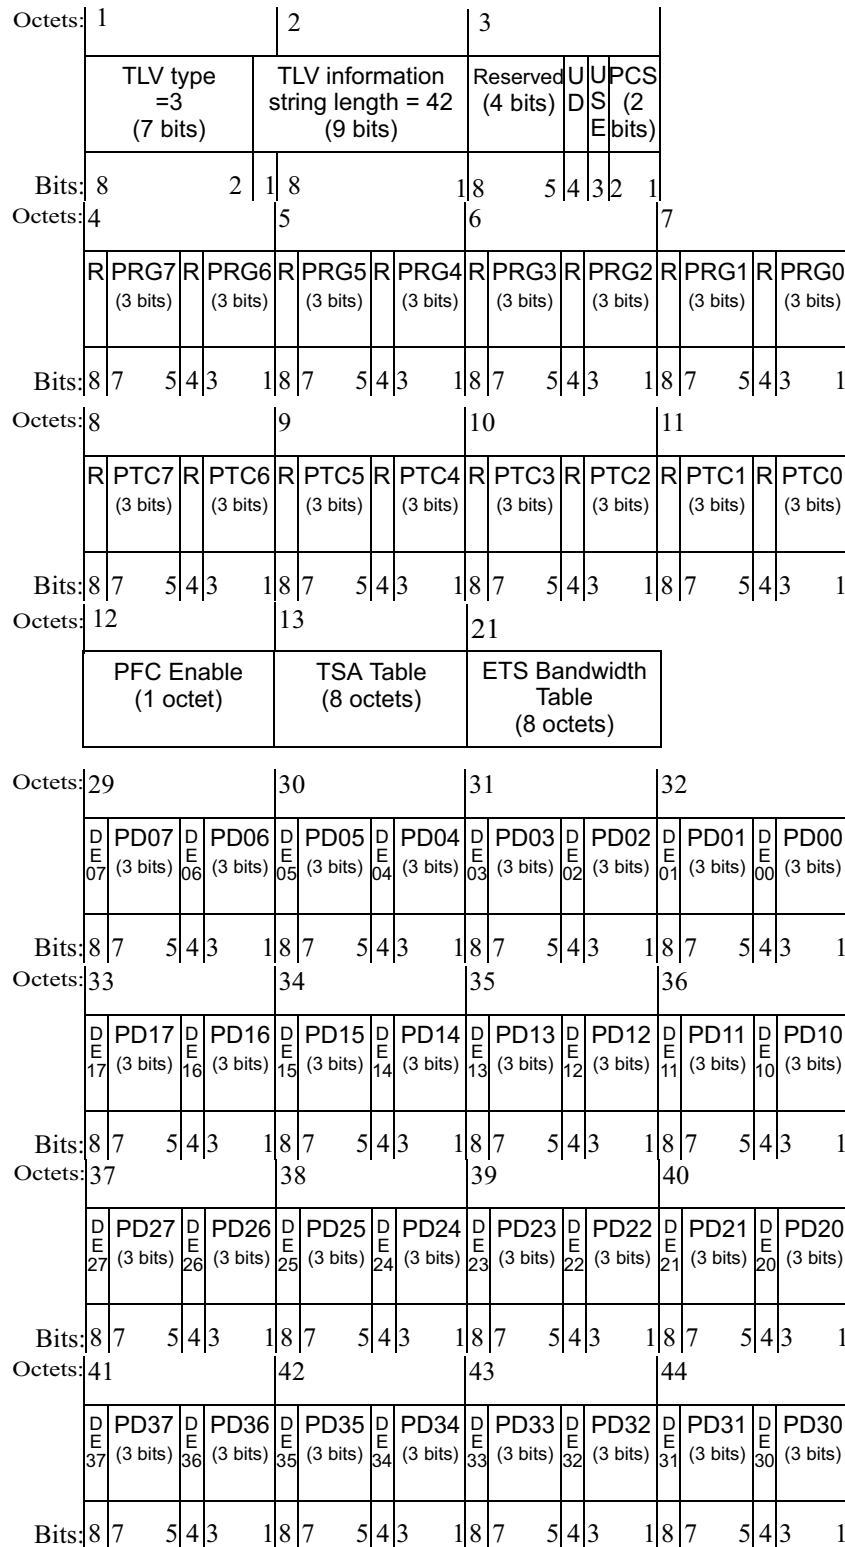 Octets: 1 2 3
TLV type TLV information Reserved U U PCS
=3 string length = 42 (4 bits) D S (2
(7 bits) (9 bits) E bits)
Bits: 8 2 1 8 1 8 5 4 3 2 1
Octets: 4 5 6 7
R PRG7 R PRG6 R PRG5 R PRG4 R PRG3 R PRG2 R PRG1 R PRG0
(3 bits) (3 bits) (3 bits) (3 bits) (3 bits) (3 bits) (3 bits) (3 bits)
Bits: 8 7 5 4 3 1 8 7 5 4 3 1 8 7 5 4 3 1 8 7 5 4 3 1
Octets: 8 9 10 11
R PTC7 R PTC6 R PTC5 R PTC4 R PTC3 R PTC2 R PTC1 R PTC0
(3 bits) (3 bits) (3 bits) (3 bits) (3 bits) (3 bits) (3 bits) (3 bits)
Bits: 8 7 5 4 3 1 8 7 5 4 3 1 8 7 5 4 3 1 8 7 5 4 3 1
Octets: 12 13 21
PFC Enable TSA Table ETS Bandwidth
(1 octet) (8 octets) Table
(8 octets)
Octets: 29 30 31 32
DE07 PD07 DE06 PD06 DE05 PD05 DE04 PD04 DE03 PD03 DE02 PD02 DE01 PD01 DE00 PD00
(3 bits) (3 bits) (3 bits) (3 bits) (3 bits) (3 bits) (3 bits) (3 bits)
Bits: 8 7 5 4 3 1 8 7 5 4 3 1 8 7 5 4 3 1 8 7 5 4 3 1
Octets: 33 34 35 36
DE17 PD17 DE16 PD16 DE15 PD15 DE14 PD14 DE13 PD13 DE12 PD12 DE11 PD11 DE10 PD10
(3 bits) (3 bits) (3 bits) (3 bits) (3 bits) (3 bits) (3 bits) (3 bits)
Bits: 8 7 5 4 3 1 8 7 5 4 3 1 8 7 5 4 3 1 8 7 5 4 3 1
Octets: 37 38 39 40
DE27 PD27 DE26 PD26 DE25 PD25 DE24 PD24 DE23 PD23 DE22 PD22 DE21 PD21 DE20 PD20
(3 bits) (3 bits) (3 bits) (3 bits) (3 bits) (3 bits) (3 bits) (3 bits)
Bits: 8 7 5 4 3 1 8 7 5 4 3 1 8 7 5 4 3 1 8 7 5 4 3 1
Octets: 41 42 43 44
DE37 PD37 DE36 PD36 DE35 PD35 DE34 PD34 DE33 PD33 DE32 PD32 DE31 PD31 DE30 PD30
(3 bits) (3 bits) (3 bits) (3 bits) (3 bits) (3 bits) (3 bits) (3 bits)
Bits: 8 7 5 4 3 1 8 7 5 4 3 1 8 7 5 4 3 1 8 7 5 4 3 1